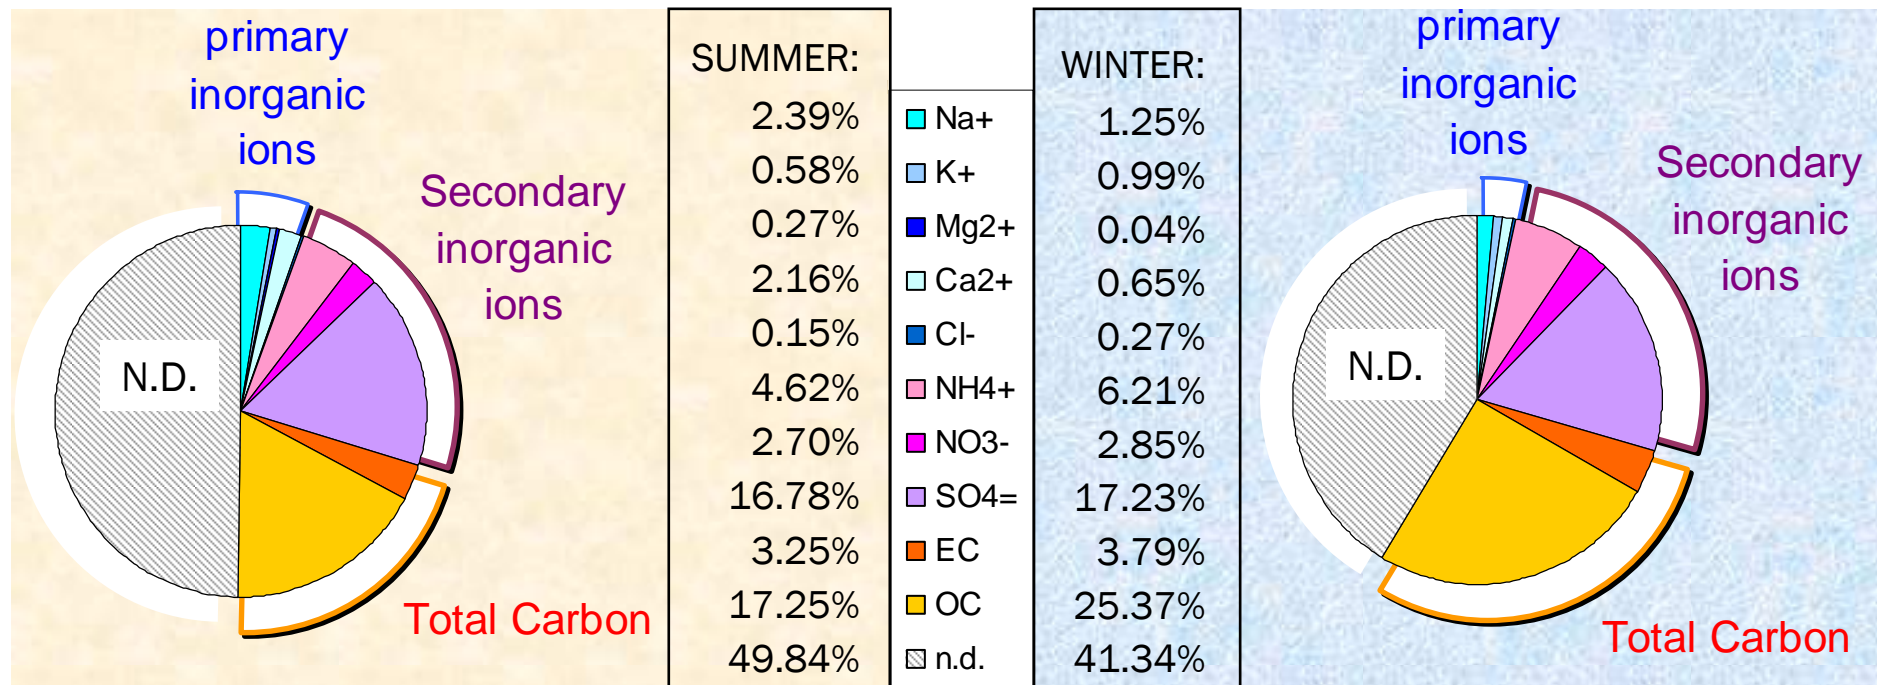 primary
inorganic
ions
Secondary
inorganic
ions
N.D.
Total Carbon
SUMMER:
2.39%
0.58%
0.27%
2.16%
0.15%
4.62%
2.70%
16.78%
3.25%
17.25%
49.84%
Na+
K+
Mg2+
Ca2+
Cl-
NH4+
NO3-
SO4=
EC
OC
n.d.
WINTER:
1.25%
0.99%
0.04%
0.65%
0.27%
6.21%
2.85%
17.23%
3.79%
25.37%
41.34%
primary
inorganic
ions
Secondary
inorganic
ions
N.D.
Total Carbon